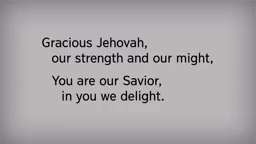 Gracious Jehovah,
our strength and our might,
You are our Savior,
in you we delight.